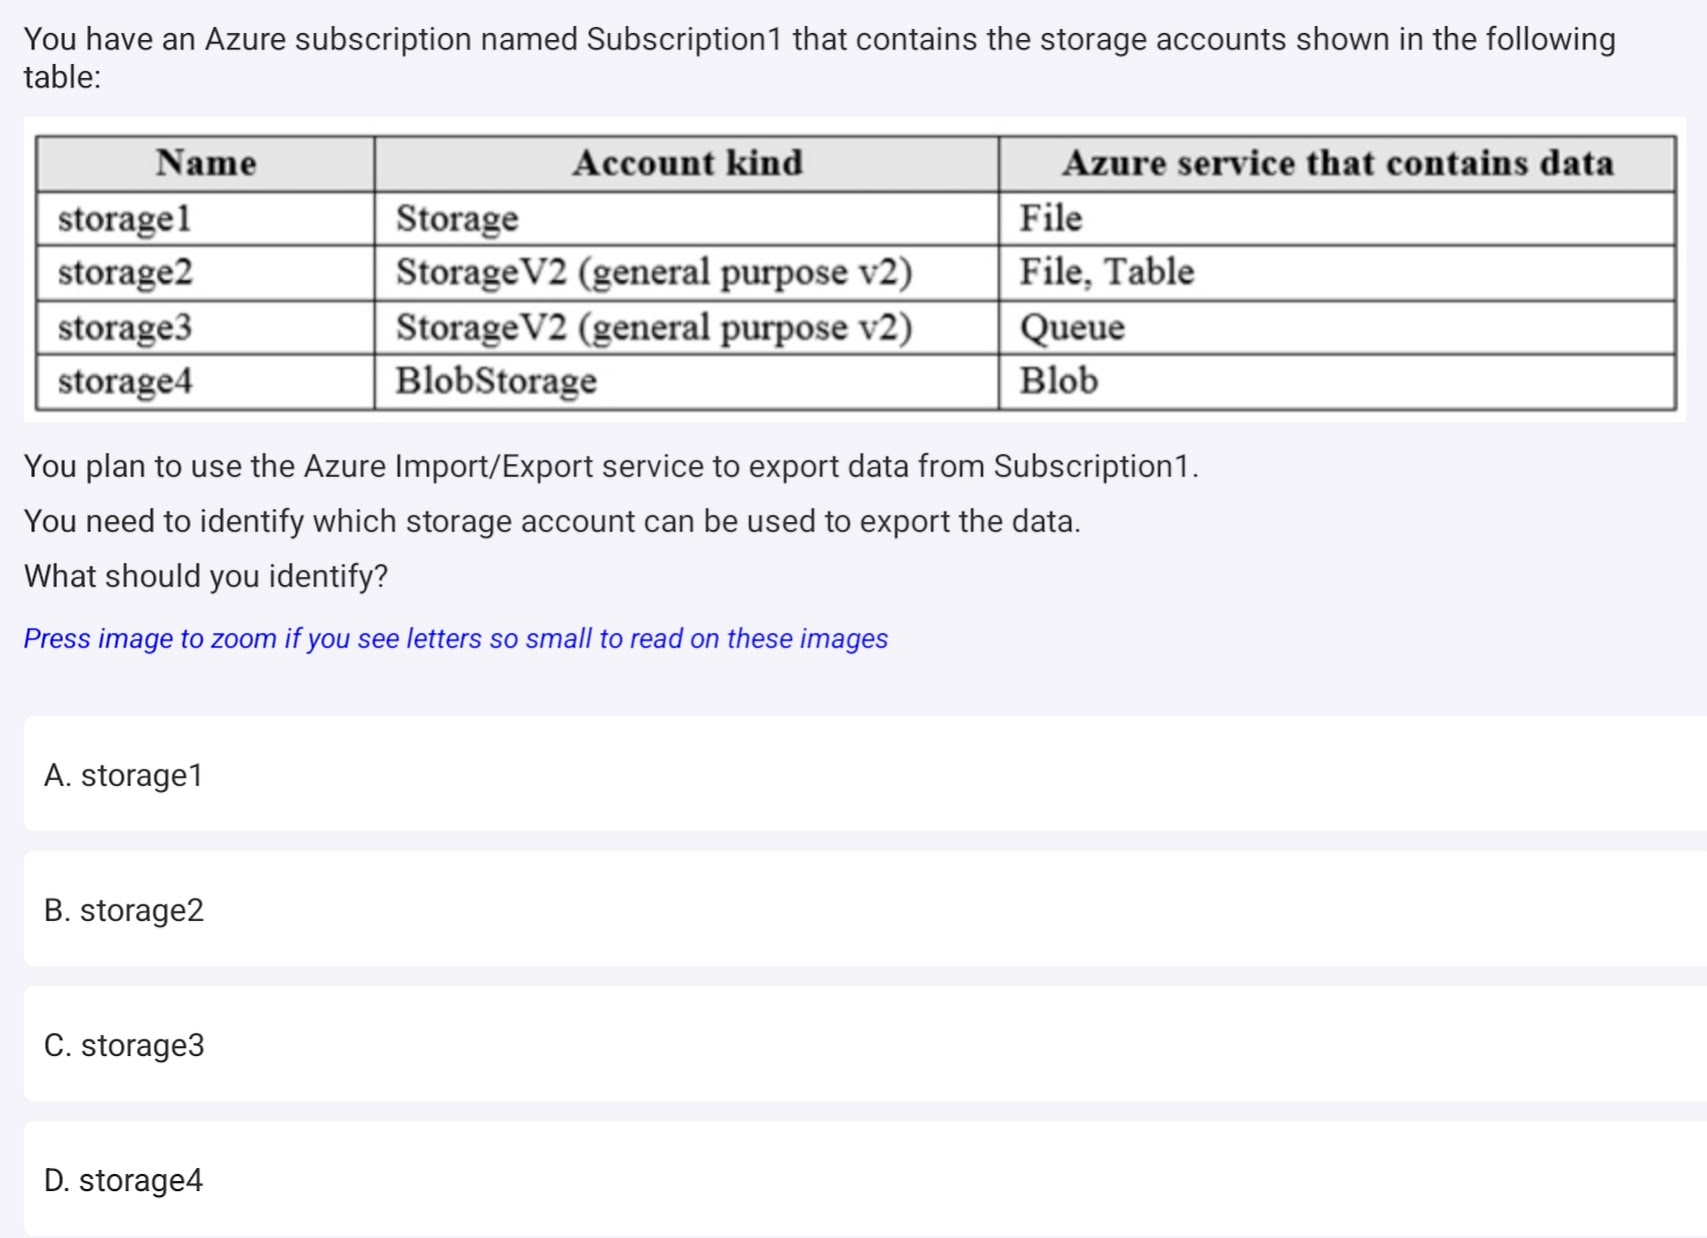 You have an Azure subscription named Subscription1 that contains the storage accounts shown in the following
table:
Name Account kind Azure service that contains data
storage1 Storage File
storage2 StorageV2 (general purpose v2) File, Table
storage3 StorageV2 (general purpose v2) Queue
storage4 BlobStorage Blob
You plan to use the Azure Import/Export service to export data from Subscription1.
You need to identify which storage account can be used to export the data.
What should you identify?
Press image to zoom if you see letters so small to read on these images
A. storage1
B. storage2
C. storage3
D. storage4